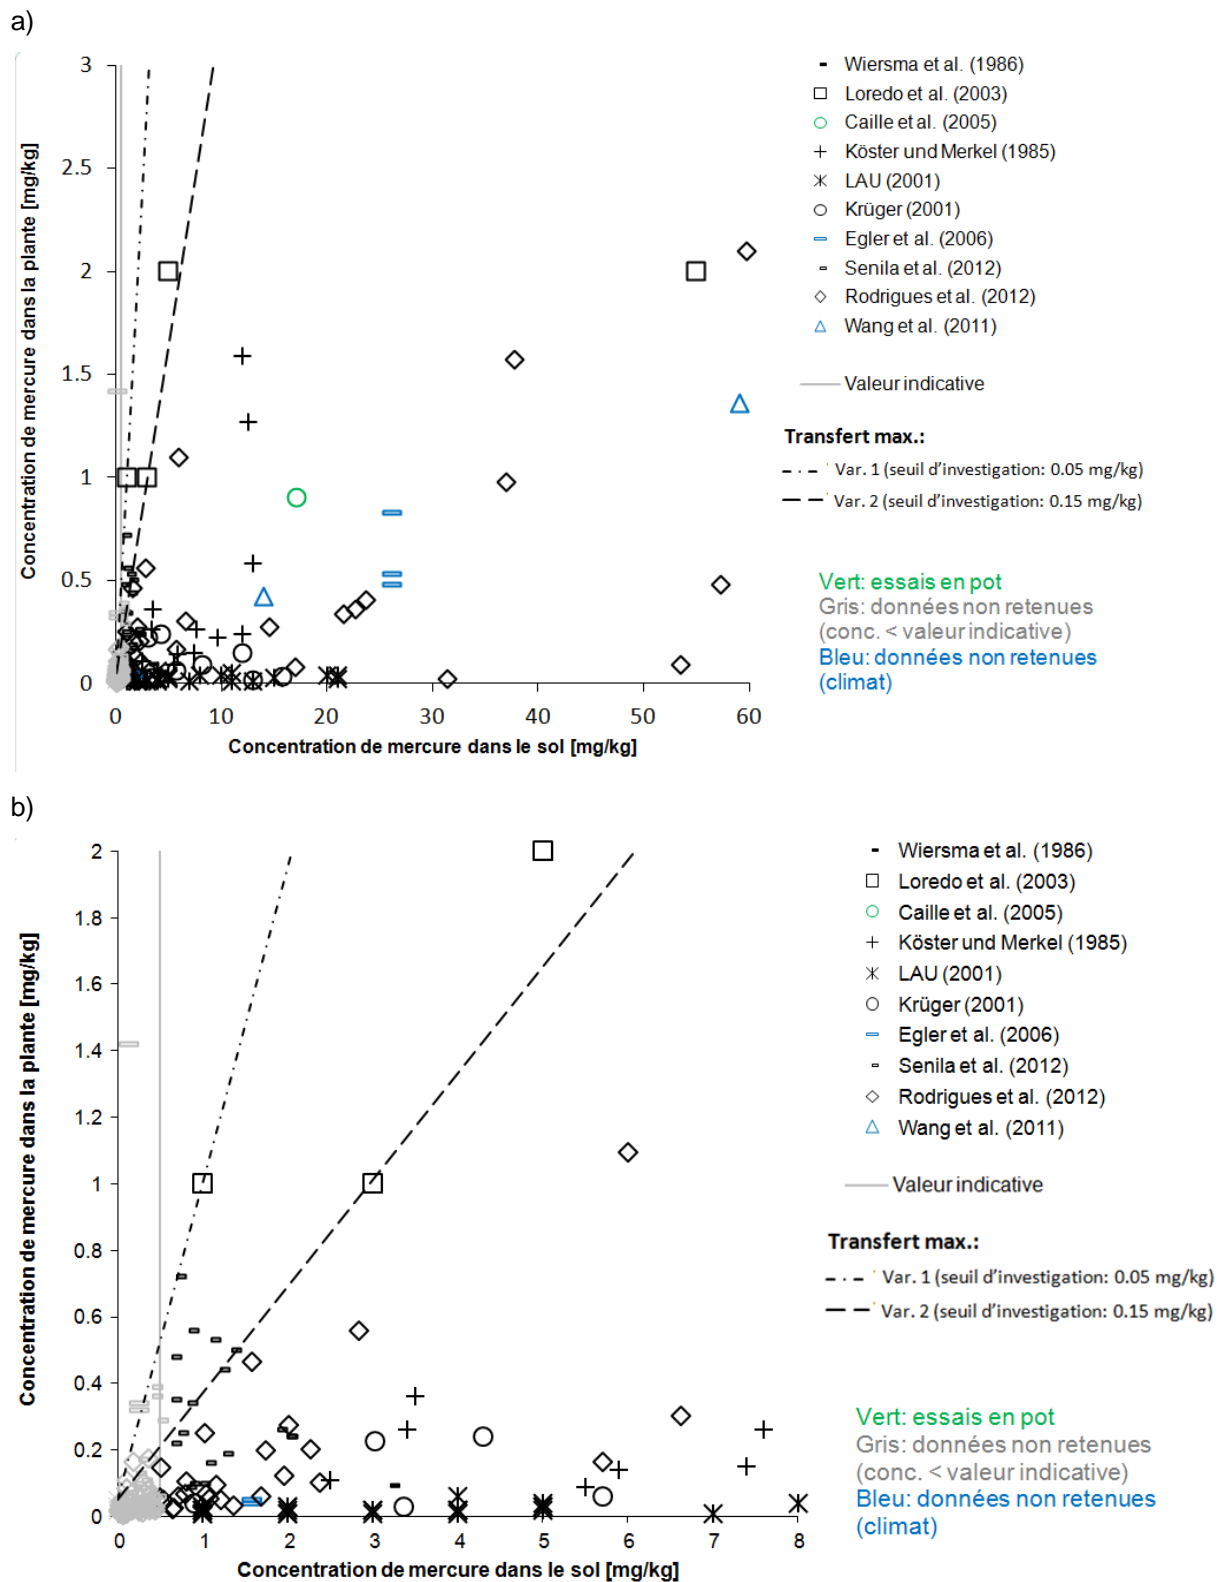 a)
3
2.5
2
1.5
1
0.5
0
Concentration de mercure dans la plante [mg/kg]
0 10 20 30 40 50 60
Concentration de mercure dans le sol [mg/kg]
Wiersma et al. (1986)
Loredo et al. (2003)
Caille et al. (2005)
Köster und Merkel (1985)
LAU (2001)
Krüger (2001)
Egler et al. (2006)
Senila et al. (2012)
Rodrigues et al. (2012)
Wang et al. (2011)
Valeur indicative
Transfert max.:
Var. 1 (seuil d'investigation: 0.05 mg/kg)
Var. 2 (seuil d'investigation: 0.15 mg/kg)
Vert: essais en pot
Gris: données non retenues
(conc. < valeur indicative)
Bleu: données non retenues
(climat)
b)
2
1.8
1.6
1.4
1.2
1
0.8
0.6
0.4
0.2
0
Concentration de mercure dans la plante [mg/kg]
0 1 2 3 4 5 6 7 8
Concentration de mercure dans le sol [mg/kg]
Wiersma et al. (1986)
Loredo et al. (2003)
Caille et al. (2005)
Köster und Merkel (1985)
LAU (2001)
Krüger (2001)
Egler et al. (2006)
Senila et al. (2012)
Rodrigues et al. (2012)
Wang et al. (2011)
Valeur indicative
Transfert max.:
Var. 1 (seuil d'investigation: 0.05 mg/kg)
Var. 2 (seuil d'investigation: 0.15 mg/kg)
Vert: essais en pot
Gris: données non retenues
(conc. < valeur indicative)
Bleu: données non retenues
(climat)